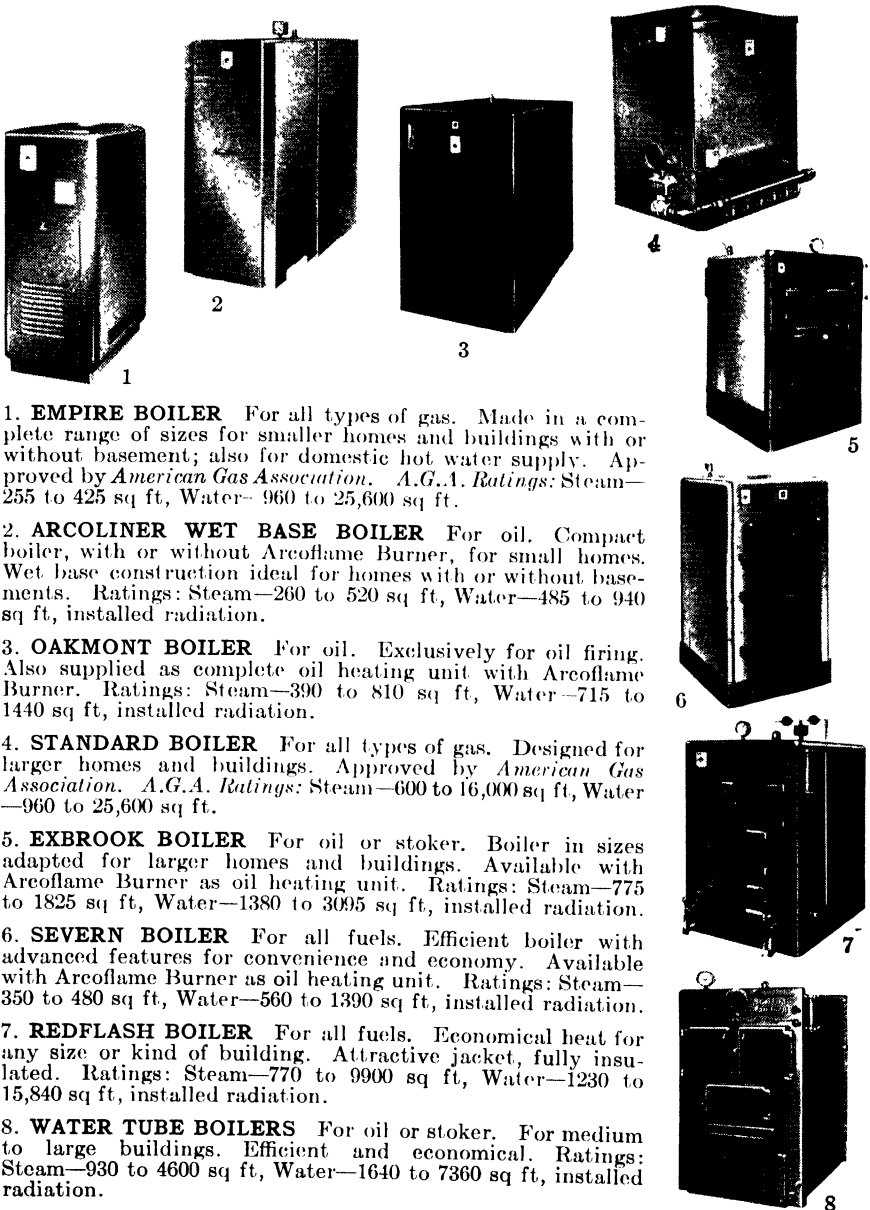 4
2
5
3
1
1. EMPIRE BOILER For all types of gas. Made in a com-
plete range of sizes for smaller homes and buildings with or
without basement; also for domestic hot water supply. Ap-
proved by American Gas Association. A.G.A. Ratings: Steam—
255 to 425 sq ft, Water— 960 to 25,600 sq ft.
2. ARCOLINER WET BASE BOILER For oil. Compact
boiler, with or without Arcoflame Burner, for small homes.
Wet base construction ideal for homes with or without base-
ments. Ratings: Steam—260 to 520 sq ft, Water—485 to 940
sq ft, installed radiation.
3. OAKMONT BOILER For oil. Exclusively for oil firing.
Also supplied as complete oil heating unit with Arcoflame
Burner. Ratings: Steam—390 to 810 sq ft, Water—715 to
1440 sq ft, installed radiation.
6
4. STANDARD BOILER For all types of gas. Designed for
larger homes and buildings. Approved by American Gas
Association. A.G.A. Ratings: Steam—600 to 16,000 sq ft, Water
—960 to 25,600 sq ft.
5. EXBROOK BOILER For oil or stoker. Boiler in sizes
adapted for larger homes and buildings. Available with
Arcoflame Burner as oil heating unit. Ratings: Steam—775
to 1825 sq ft, Water—1380 to 3095 sq ft, installed radiation.
6. SEVERN BOILER For all fuels. Efficient boiler with
advanced features for convenience and economy. Available
with Arcoflame Burner as oil heating unit. Ratings: Steam—
350 to 480 sq ft, Water—560 to 1390 sq ft, installed radiation.
7
7. REDFLASH BOILER For all fuels. Economical heat for
any size or kind of building. Attractive jacket, fully insu-
lated. Ratings: Steam—770 to 9900 sq ft, Water—1230 to
15,840 sq ft, installed radiation.
8. WATER TUBE BOILERS For oil or stoker. For medium
to large buildings. Efficient and economical. Ratings:
Steam—930 to 4600 sq ft, Water—1640 to 7360 sq ft, installed
radiation.
8